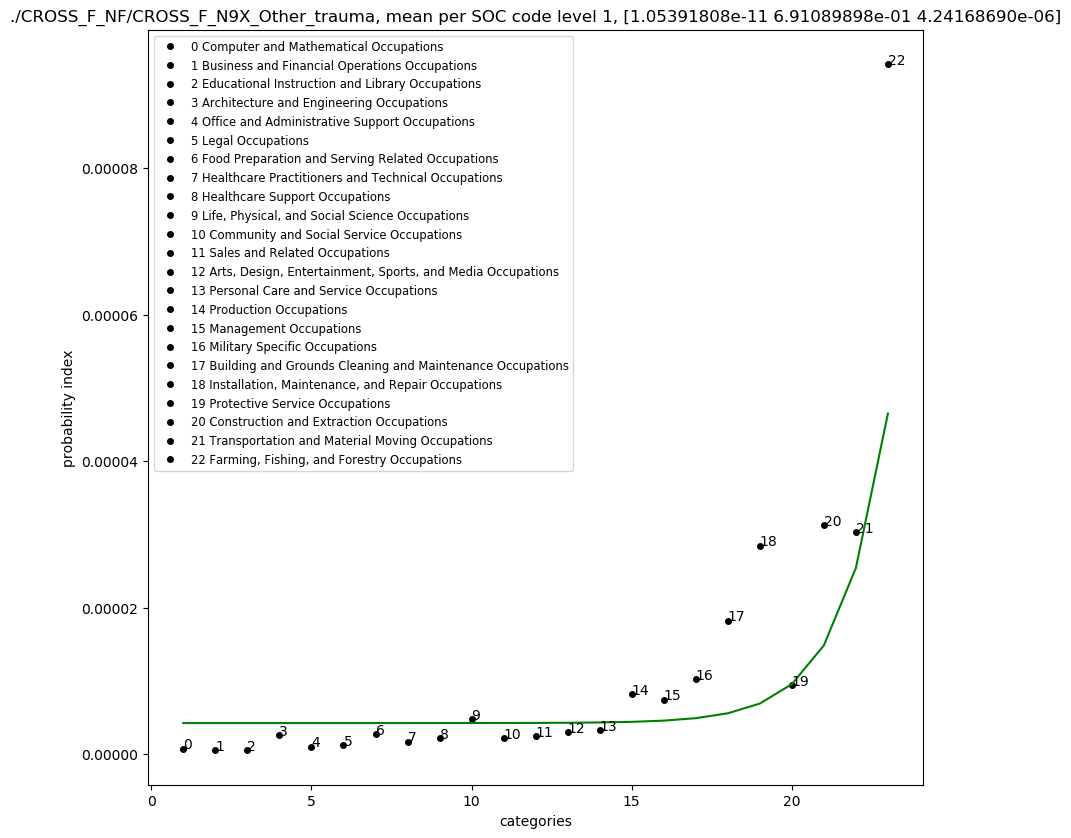 ./CROSS_F_NF/CROSS_F_N9X_Other_trauma, mean per SOC code level 1, [1.05391808e-11 6.91089898e-01 4.24168690e-06]
0 Computer and Mathematical Occupations
1 Business and Financial Operations Occupations
2 Educational Instruction and Library Occupations
3 Architecture and Engineering Occupations
4 Office and Administrative Support Occupations
5 Legal Occupations
6 Food Preparation and Serving Related Occupations
7 Healthcare Practitioners and Technical Occupations
8 Healthcare Support Occupations
9 Life, Physical, and Social Science Occupations
10 Community and Social Service Occupations
11 Sales and Related Occupations
12 Arts, Design, Entertainment, Sports, and Media Occupations
13 Personal Care and Service Occupations
14 Production Occupations
15 Management Occupations
16 Military Specific Occupations
17 Building and Grounds Cleaning and Maintenance Occupations
18 Installation, Maintenance, and Repair Occupations
19 Protective Service Occupations
20 Construction and Extraction Occupations
21 Transportation and Material Moving Occupations
22 Farming, Fishing, and Forestry Occupations
probability index
0.00008
0.00006
0.00004
0.00002
0.00000
0
1
2
3
4
5
6
7
8
9
10
11
12
13
14
15
16
17
18
19
20
21
22
0 5 10 15 20
categories